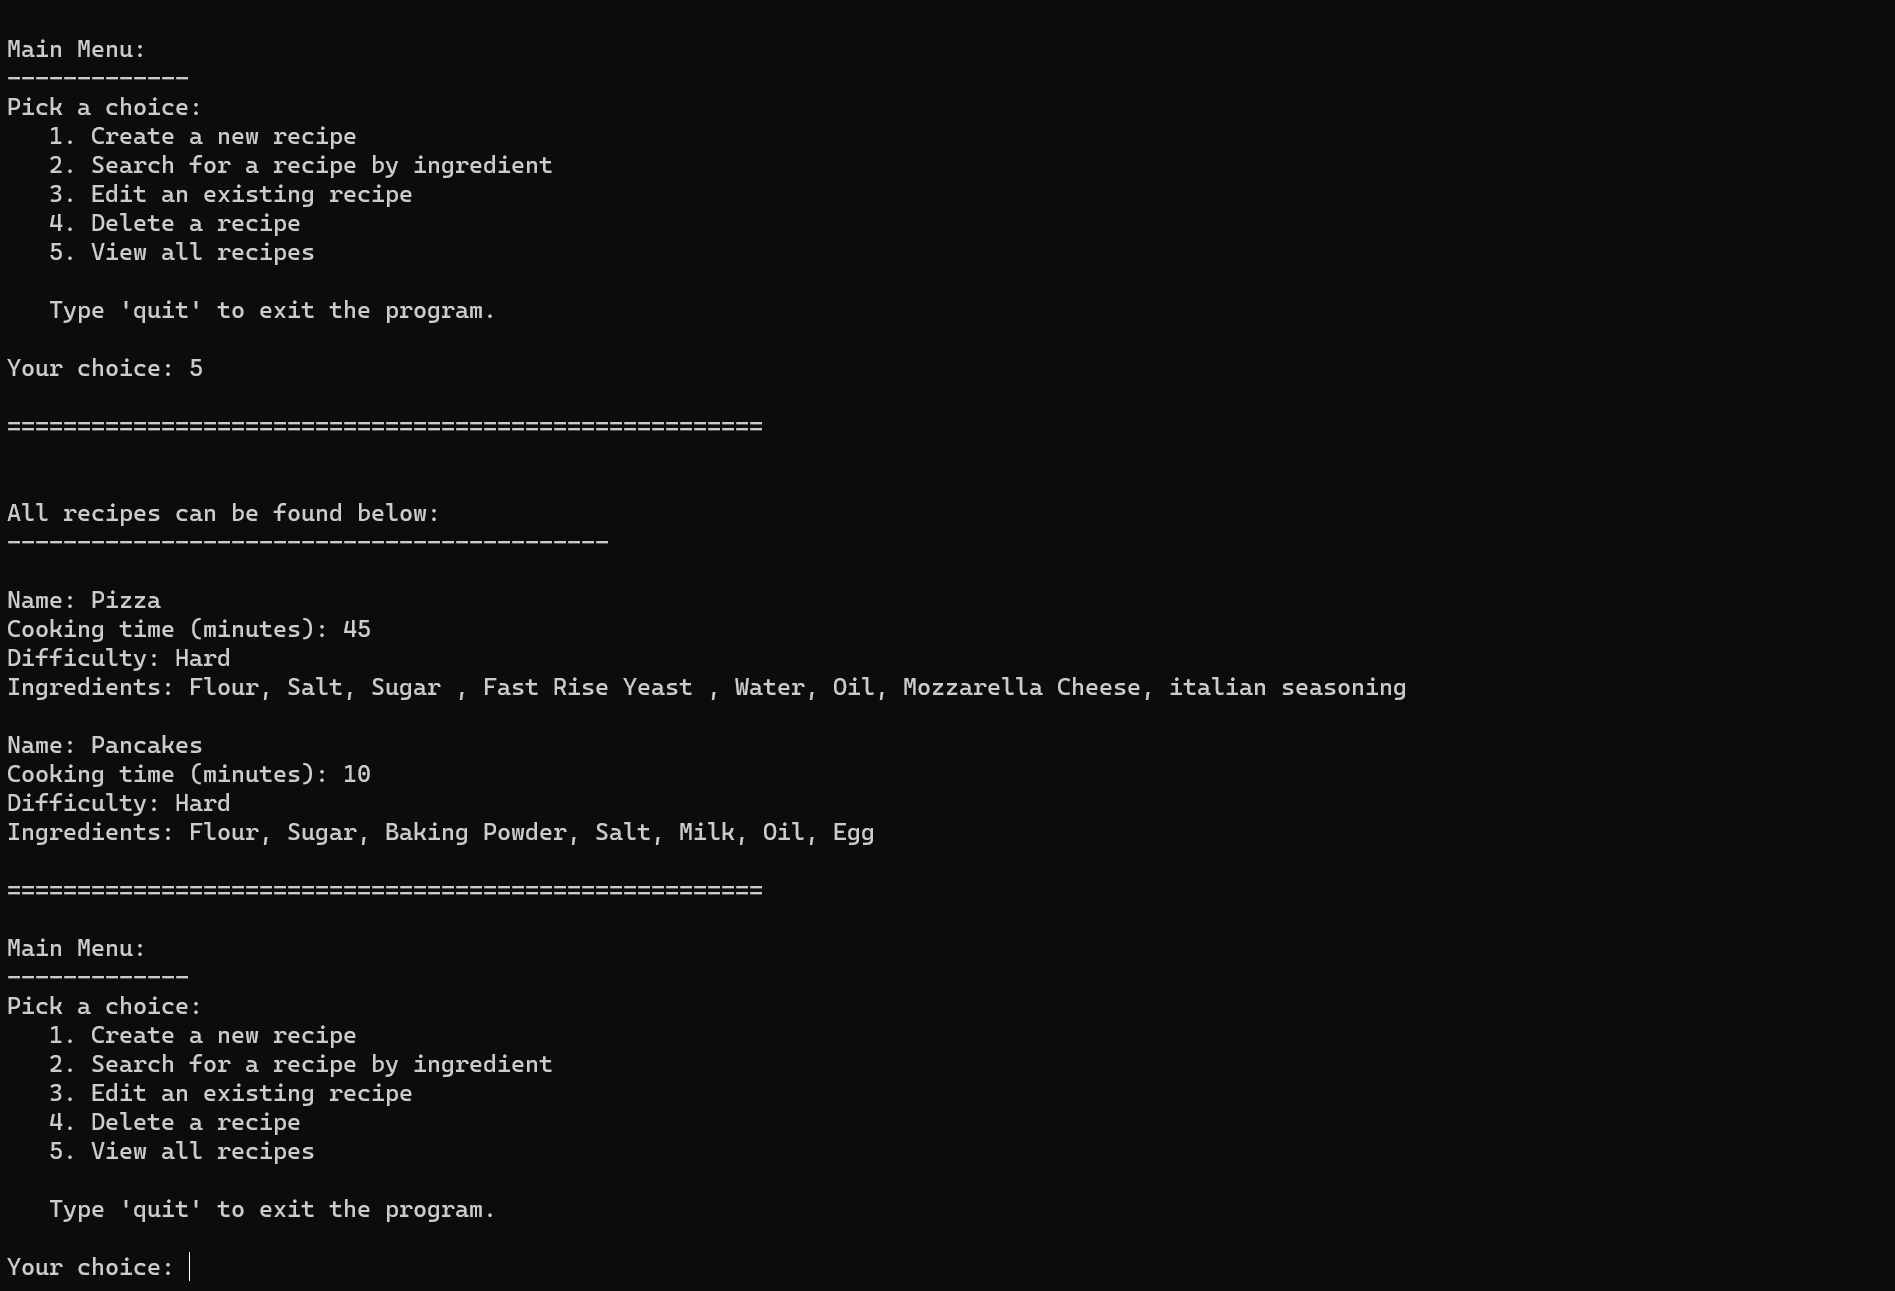 Main Menu:
-------------
Pick a choice:
   1. Create a new recipe
   2. Search for a recipe by ingredient
   3. Edit an existing recipe
   4. Delete a recipe
   5. View all recipes
   Type 'quit' to exit the program.
Your choice: 5
======================================================
All recipes can be found below:
-------------------------------------------
Name: Pizza
Cooking time (minutes): 45
Difficulty: Hard
Ingredients: Flour, Salt, Sugar , Fast Rise Yeast , Water, Oil, Mozzarella Cheese, italian seasoning
Name: Pancakes
Cooking time (minutes): 10
Difficulty: Hard
Ingredients: Flour, Sugar, Baking Powder, Salt, Milk, Oil, Egg
======================================================
Main Menu:
-------------
Pick a choice:
   1. Create a new recipe
   2. Search for a recipe by ingredient
   3. Edit an existing recipe
   4. Delete a recipe
   5. View all recipes
   Type 'quit' to exit the program.
Your choice: